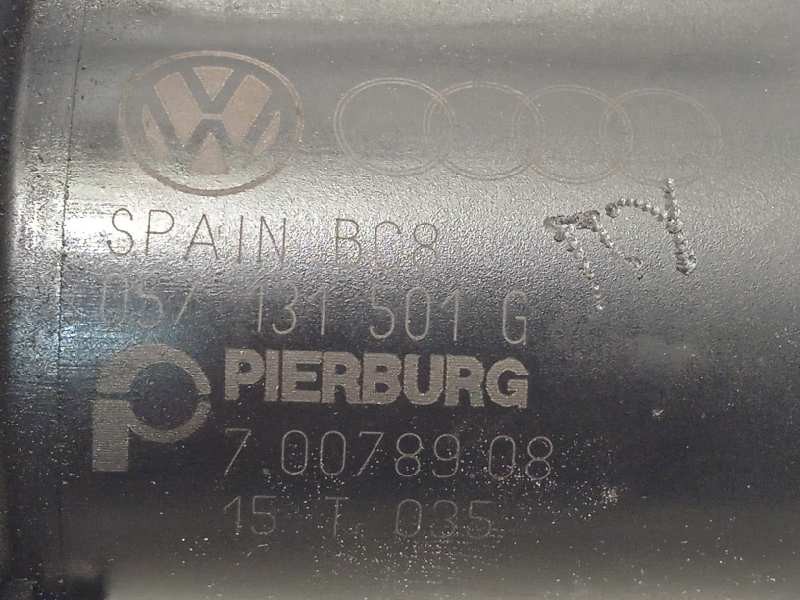 SPAIN BC8
057 131 501 G
PIERBURG
7.00789.08
15 T 035